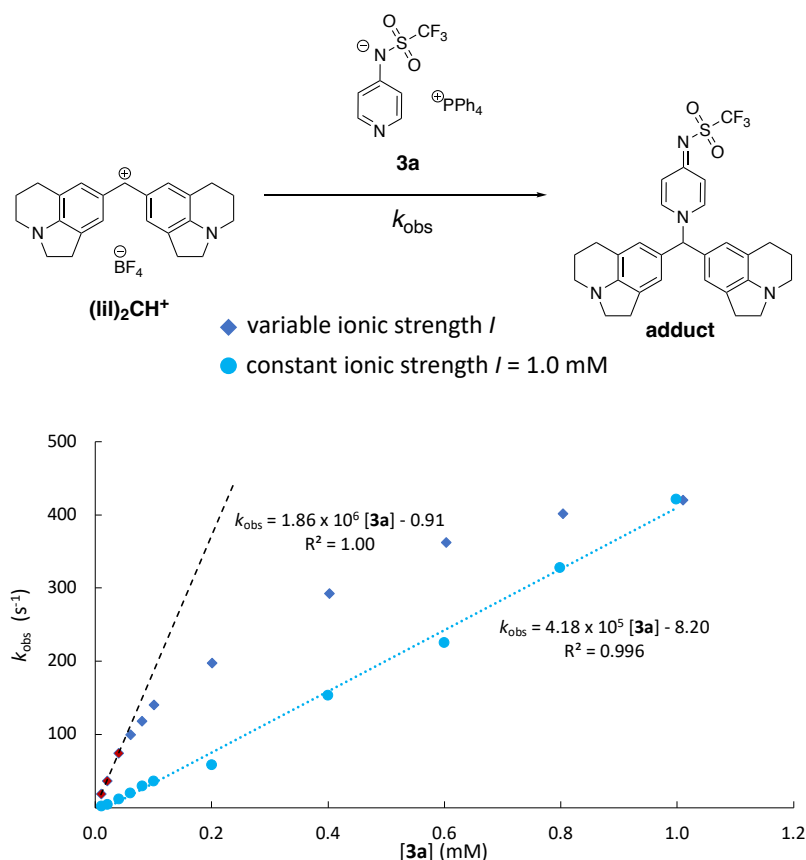 O
⊖ S CF₃
N O
⊕PPh₄
N
3a
kobs
⊕
N N
⊖
BF₄
(lil)₂CH⁺
O
S CF₃
N O
N
N N
adduct
variable ionic strength I
constant ionic strength I = 1.0 mM
500
400
300
200
100
kobs (s⁻¹)
kobs = 1.86 x 10⁶ [3a] - 0.91
R² = 1.00
kobs = 4.18 x 10⁵ [3a] - 8.20
R² = 0.996
0.0 0.2 0.4 0.6 0.8 1.0 1.2
[3a] (mM)